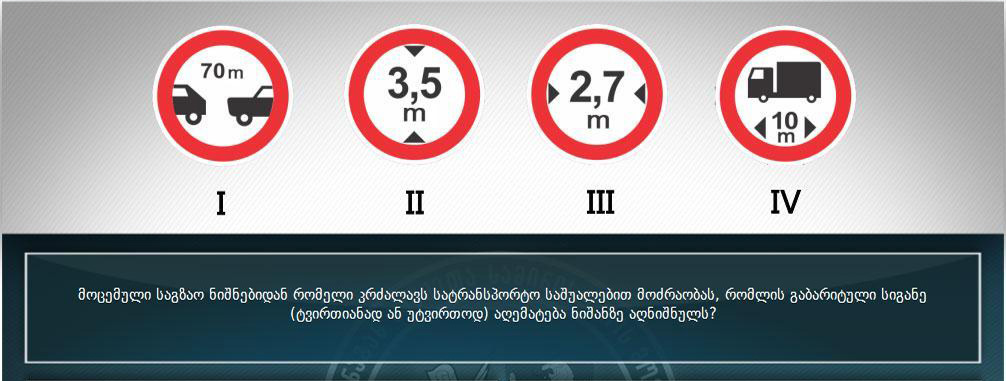 70m
3,5
m
2,7
m
10
m
I
II
III
IV
მოცემული საგზაო ნიშნებიდან რომელი კრძალავს სატრანსპორტო საშუალებით მოძრაობას, რომლის გაბარიტული სიგანე
(ტვირთიანად ან უტვირთოდ) აღემატება ნიშანზე აღნიშნულს?